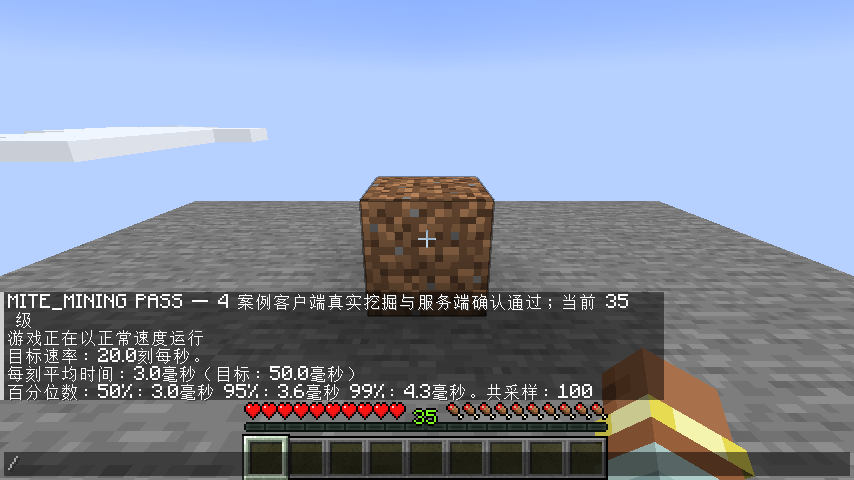 MITE_MINING PASS — 4 案例客户端真实挖掘与服务端确认通过；当前 35
级
游戏正在以正常速度运行
目标速率：20.0刻每秒。
每刻平均时间：3.0毫秒（目标：50.0毫秒）
百分位数：50%：3.0毫秒 95%：3.6毫秒 99%：4.3毫秒。共采样：100
35
/